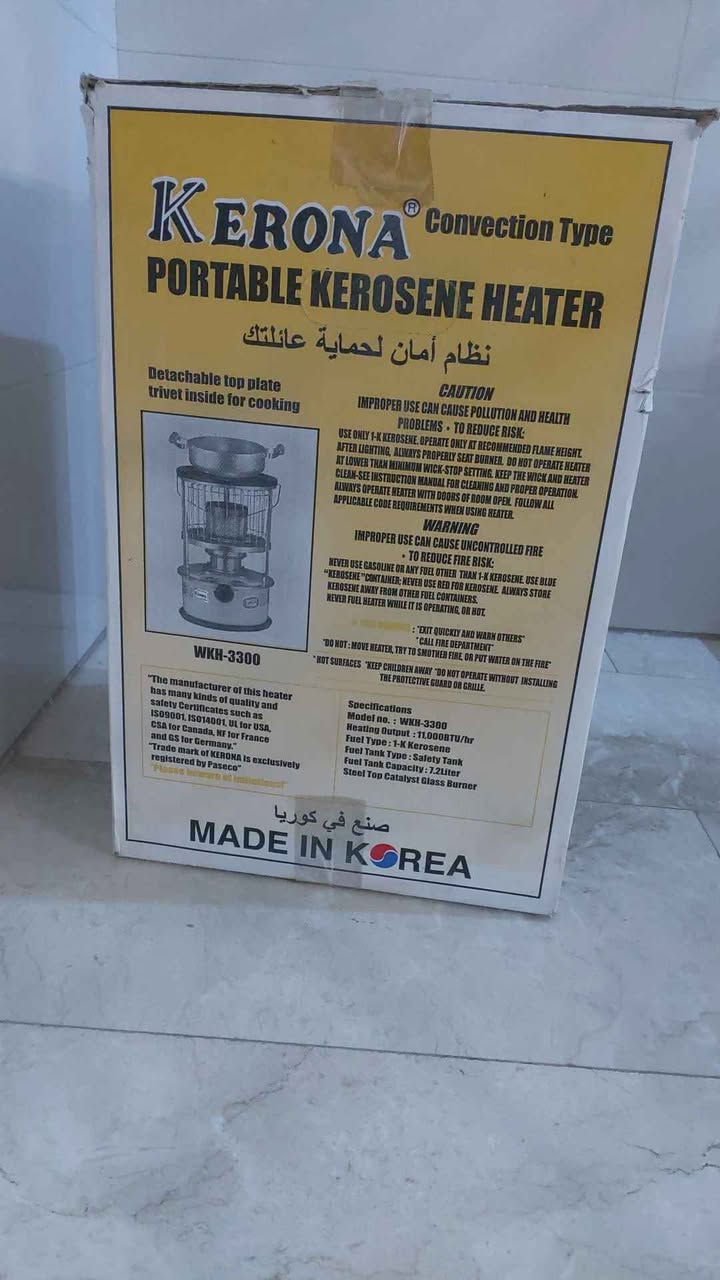 KERONA® Convection Type
PORTABLE KEROSENE HEATER
نظام أمان لحماية عائلتك
Detachable top plate
trivet inside for cooking
WKH-3300
CAUTION
IMPROPER USE CAN CAUSE POLLUTION AND HEALTH
PROBLEMS • TO REDUCE RISK:
USE ONLY 1-K KEROSENE. OPERATE ONLY AT RECOMMENDED FLAME HEIGHT.
AFTER LIGHTING, ALWAYS PROPERLY SEAT BURNER. DO NOT OPERATE HEATER
AT LOWER THAN MINIMUM WICK-STOP SETTING. KEEP THE WICK AND HEATER
CLEAN-SEE INSTRUCTION MANUAL FOR CLEANING AND PROPER OPERATION.
ALWAYS OPERATE HEATER WITH DOORS OF ROOM OPEN. FOLLOW ALL
APPLICABLE CODE REQUIREMENTS WHEN USING HEATER.
WARNING
IMPROPER USE CAN CAUSE UNCONTROLLED FIRE
• TO REDUCE FIRE RISK:
NEVER USE GASOLINE OR ANY FUEL OTHER THAN 1-K KEROSENE. USE BLUE
"KEROSENE" CONTAINER; NEVER USE RED FOR KEROSENE. ALWAYS STORE
KEROSENE AWAY FROM OTHER FUEL CONTAINERS.
NEVER FUEL HEATER WHILE IT IS OPERATING, OR HOT.
: "EXIT QUICKLY AND WARN OTHERS"
"CALL FIRE DEPARTMENT"
"DO NOT : MOVE HEATER, TRY TO SMOTHER FIRE, OR PUT WATER ON THE FIRE"
"HOT SURFACES "KEEP CHILDREN AWAY "DO NOT OPERATE WITHOUT INSTALLING
THE PROTECTIVE GUARD OR GRILLE.
"The manufacturer of this heater
has many kinds of quality and
safety Certificates such as
ISO9001, ISO14001, UL for USA,
CSA for Canada, NF for France
and GS for Germany."
"Trade mark of KERONA is exclusively
registered by Paseco"
"Please beware of imitations!"
Specifications
Model no. : WKH-3300
Heating Output : 11,000BTU/hr
Fuel Type : 1-K Kerosene
Fuel Tank Type : Safety Tank
Fuel Tank Capacity : 7.2Liter
Steel Top Catalyst Glass Burner
صنع في كوريا
MADE IN KOREA